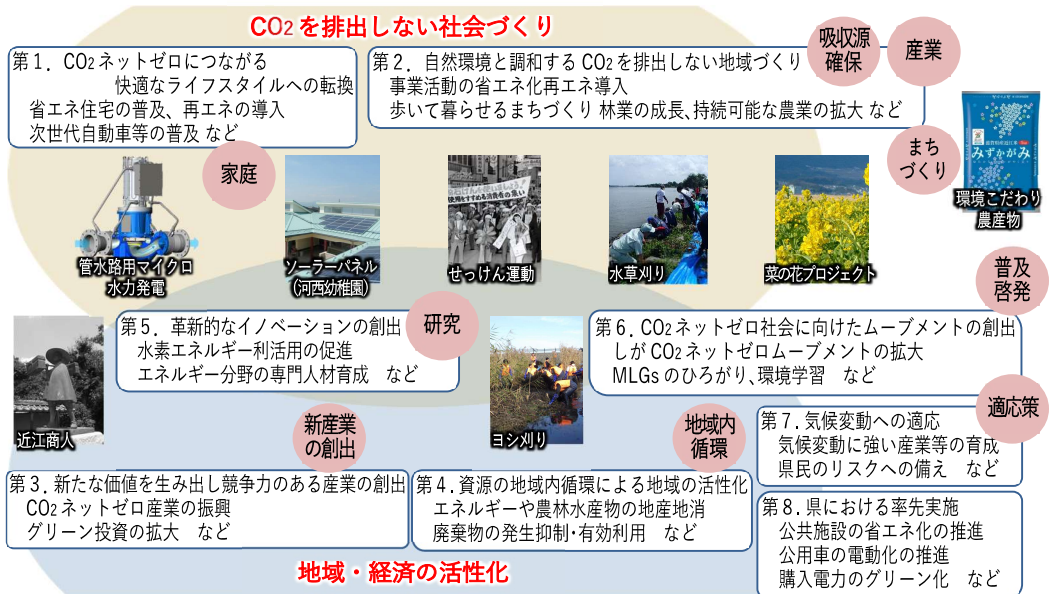 CO2を排出しない社会づくり
第１．CO2ネットゼロにつながる
快適なライフスタイルへの転換
省エネ住宅の普及、再エネの導入
次世代自動車等の普及 など
家庭
第２．自然環境と調和するCO2を排出しない地域づくり
事業活動の省エネ化再エネ導入
歩いて暮らせるまちづくり 林業の成長、持続可能な農業の拡大 など
吸収源
確保
産業
まち
づくり
みずかがみ
環境こだわり
農産物
管水路用マイクロ
水力発電
ソーラーパネル
（河西幼稚園）
使用をすすめる消費者の集い
せっけん運動
水草刈り
菜の花プロジェクト
普及
啓発
近江商人
第５．革新的なイノベーションの創出
水素エネルギー利活用の促進
エネルギー分野の専門人材育成　など
研究
ヨシ刈り
第６．CO2ネットゼロ社会に向けたムーブメントの創出
しがCO2ネットゼロムーブメントの拡大
MLGsのひろがり、環境学習　など
新産業
の創出
地域内
循環
適応策
第３．新たな価値を生み出し競争力のある産業の創出
CO2ネットゼロ産業の振興
グリーン投資の拡大　など
第４．資源の地域内循環による地域の活性化
エネルギーや農林水産物の地産地消
廃棄物の発生抑制・有効利用　など
第７．気候変動への適応
気候変動に強い産業等の育成
県民のリスクへの備え　など
第８．県における率先実施
公共施設の省エネ化の推進
公用車の電動化の推進
購入電力のグリーン化　など
地域・経済の活性化